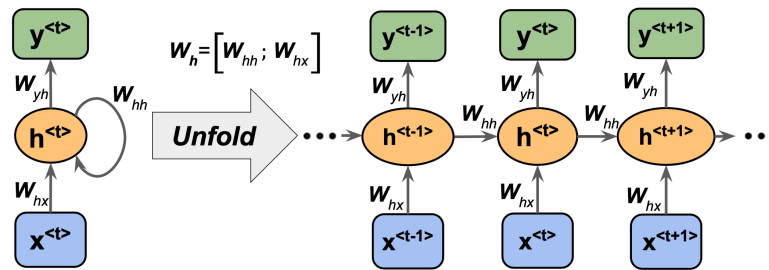 y<t>
W_yh
W_hh
h<t>
W_hx
x<t>
W_h=[W_hh ; W_hx]
Unfold
•••
y<t-1> y<t> y<t+1>
W_yh W_yh W_yh
h<t-1> W_hh h<t> W_hh h<t+1>
W_hx W_hx W_hx
x<t-1> x<t> x<t+1>
••